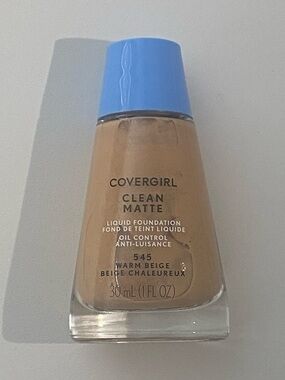 COVERGIRL
CLEAN
MATTE
LIQUID FOUNDATION
FOND DE TEINT LIQUIDE
OIL CONTROL
ANTI-LUISANCE
545
WARM BEIGE
BEIGE CHALEUREUX
30 mL (1 FL OZ)